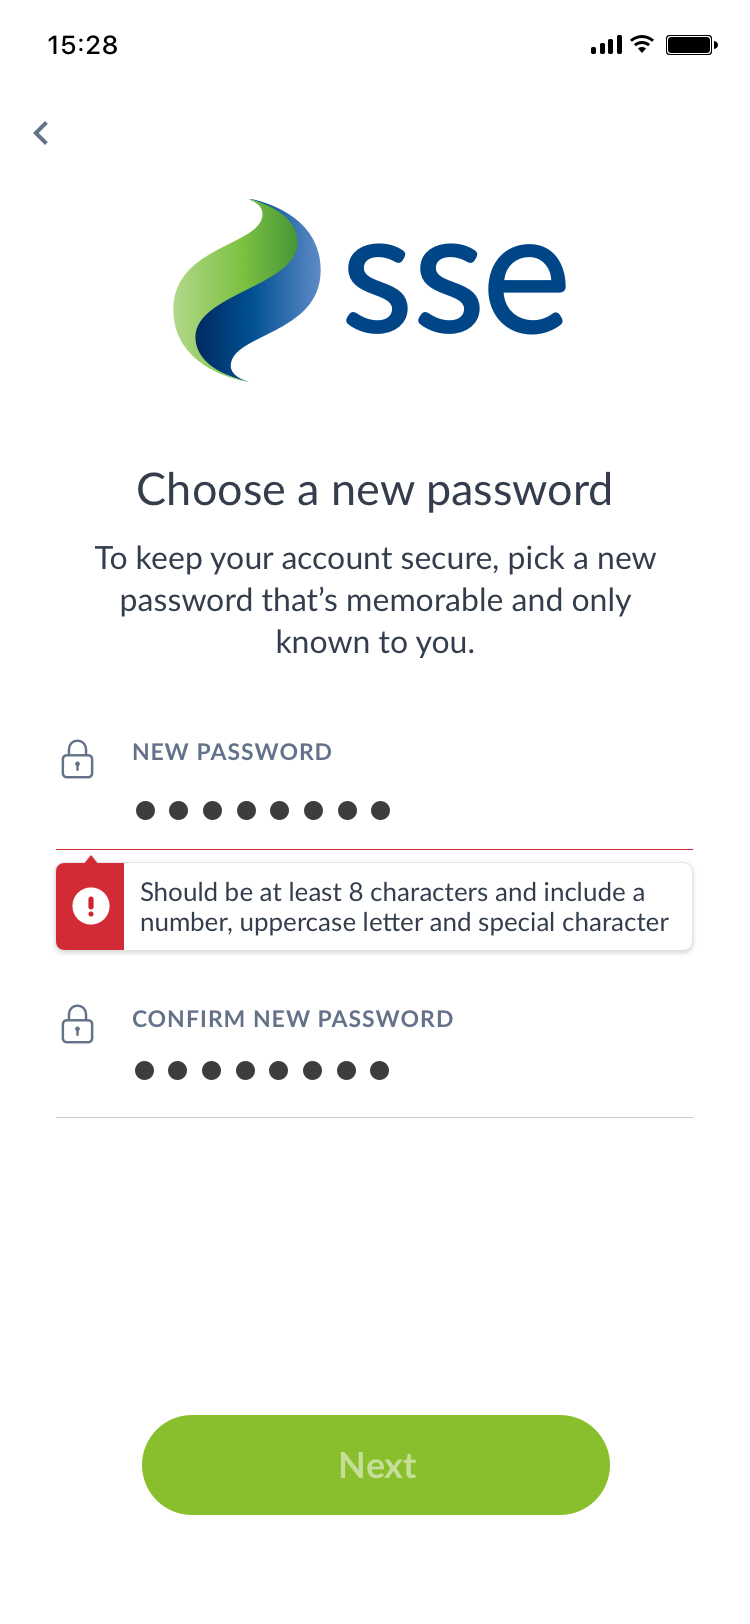 15:28
sse
Choose a new password
To keep your account secure, pick a new
password that’s memorable and only
known to you.
NEW PASSWORD
●●●●●●●●
Should be at least 8 characters and include a
number, uppercase letter and special character
CONFIRM NEW PASSWORD
●●●●●●●●
Next